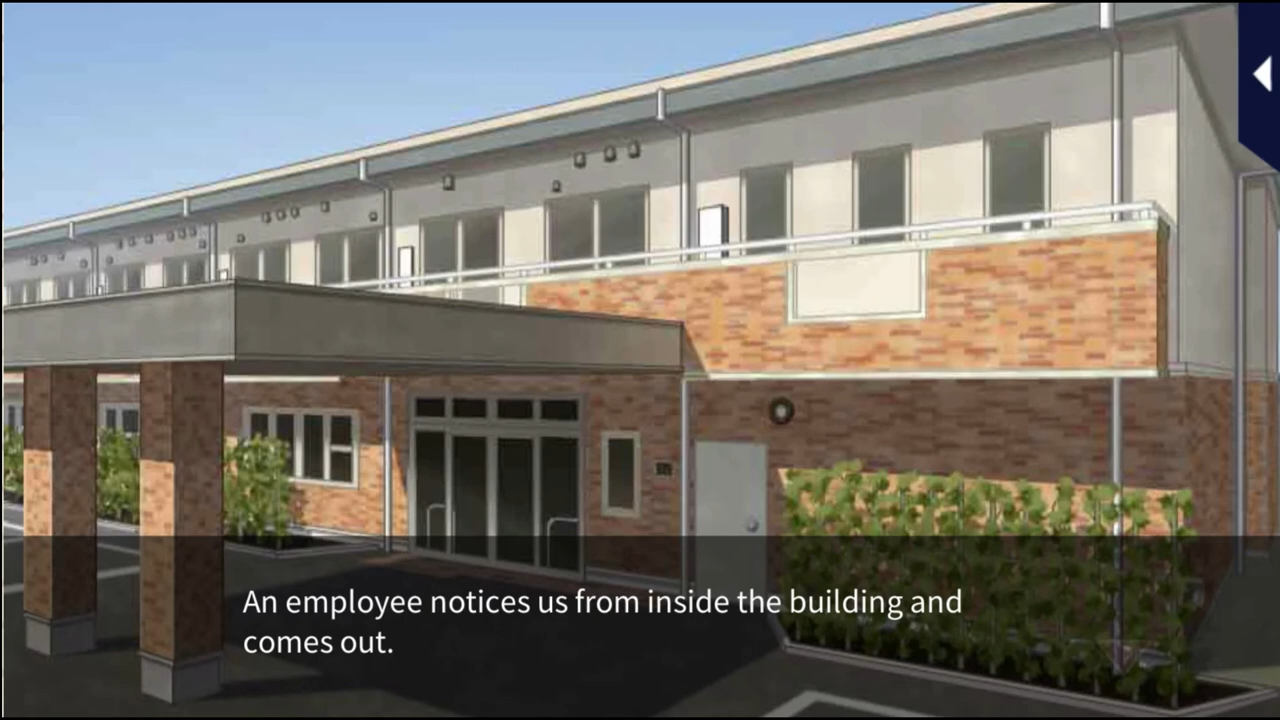 An employee notices us from inside the building and
comes out.